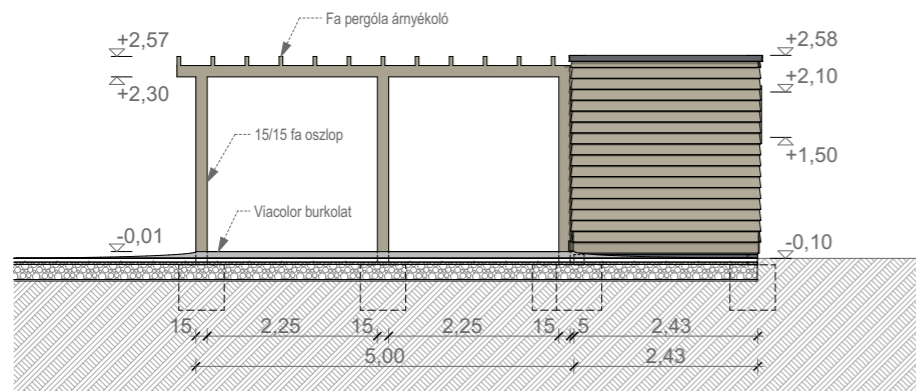 Fa pergóla árnyékoló
+2,57
+2,58
+2,30
+2,10
15/15 fa oszlop
+1,50
Viacolor burkolat
-0,01
-0,10
15 2,25 15 2,25 15 5 2,43
5,00 2,43